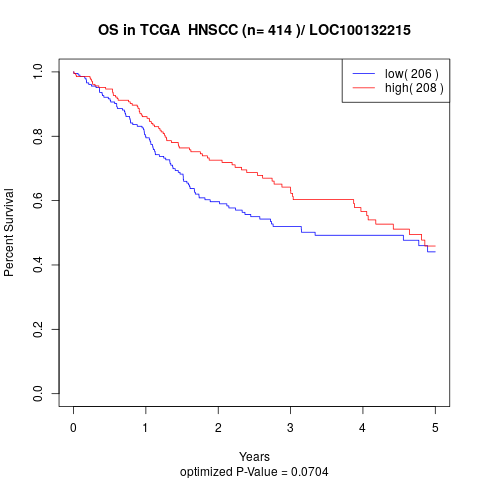 OS in TCGA  HNSCC (n= 414 )/ LOC100132215
low( 206 )
high( 208 )
Percent Survival
1.0
0.8
0.6
0.4
0.2
0.0
0 1 2 3 4 5
Years
optimized P-Value = 0.0704